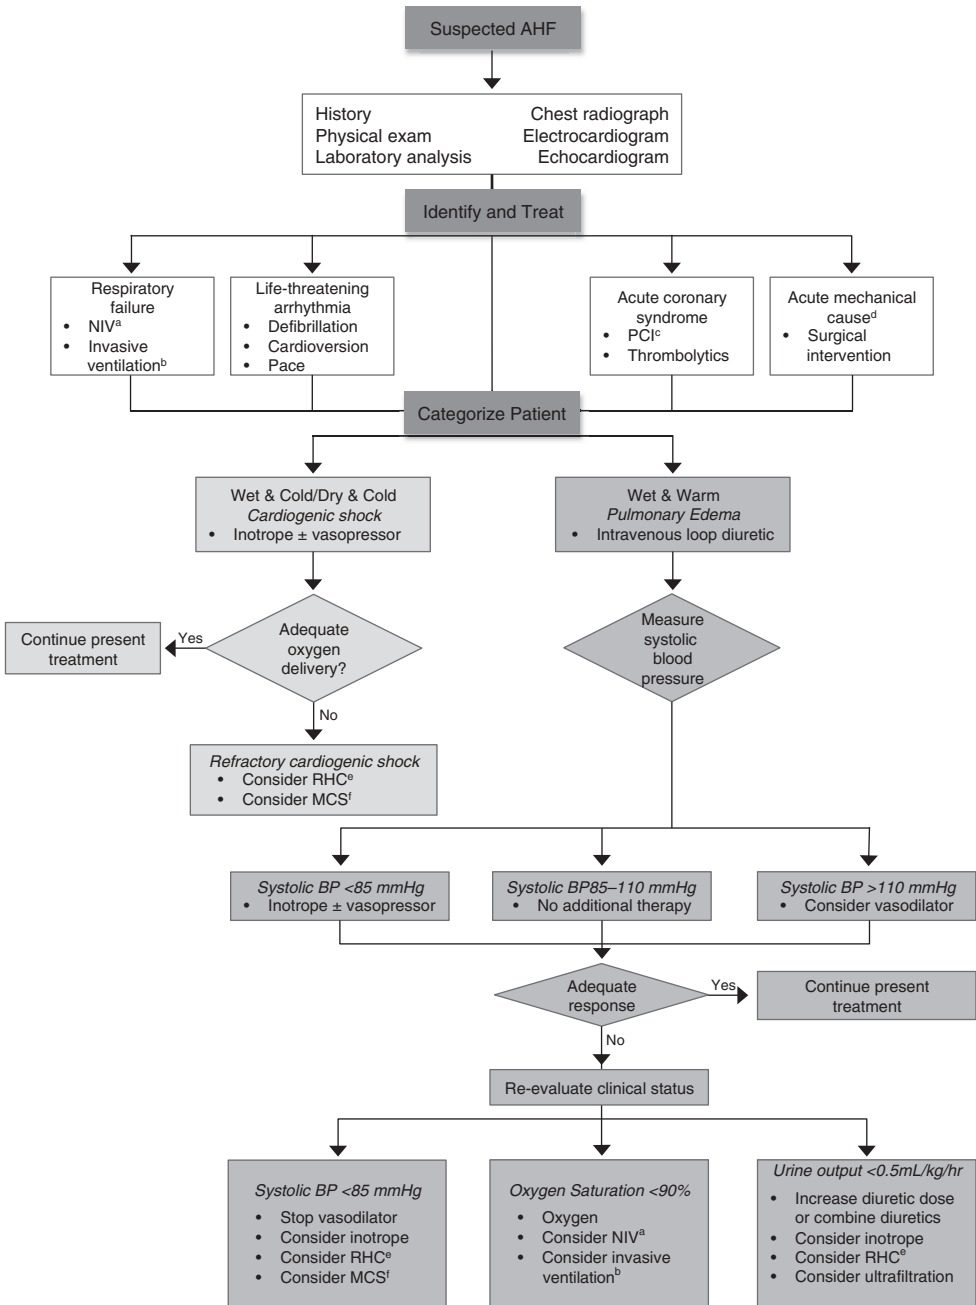 Suspected AHF
History
Physical exam
Laboratory analysis
Chest radiograph
Electrocardiogram
Echocardiogram
Identify and Treat
Respiratory
failure
• NIVᵃ
• Invasive
ventilationᵇ
Life-threatening
arrhythmia
• Defibrillation
• Cardioversion
• Pace
Acute coronary
syndrome
• PCIᶜ
• Thrombolytics
Acute mechanical
causeᵈ
• Surgical
intervention
Categorize Patient
Wet & Cold/Dry & Cold
Cardiogenic shock
• Inotrope ± vasopressor
Wet & Warm
Pulmonary Edema
• Intravenous loop diuretic
Adequate
oxygen
delivery?
Yes
Continue present
treatment
No
Refractory cardiogenic shock
• Consider RHCᵉ
• Consider MCSᶠ
Measure
systolic
blood
pressure
Systolic BP <85 mmHg
• Inotrope ± vasopressor
Systolic BP85–110 mmHg
• No additional therapy
Systolic BP >110 mmHg
• Consider vasodilator
Adequate
response
Yes
Continue present
treatment
No
Re-evaluate clinical status
Systolic BP <85 mmHg
• Stop vasodilator
• Consider inotrope
• Consider RHCᵉ
• Consider MCSᶠ
Oxygen Saturation <90%
• Oxygen
• Consider NIVᵃ
• Consider invasive
ventilationᵇ
Urine output <0.5mL/kg/hr
• Increase diuretic dose
or combine diuretics
• Consider inotrope
• Consider RHCᵉ
• Consider ultrafiltration